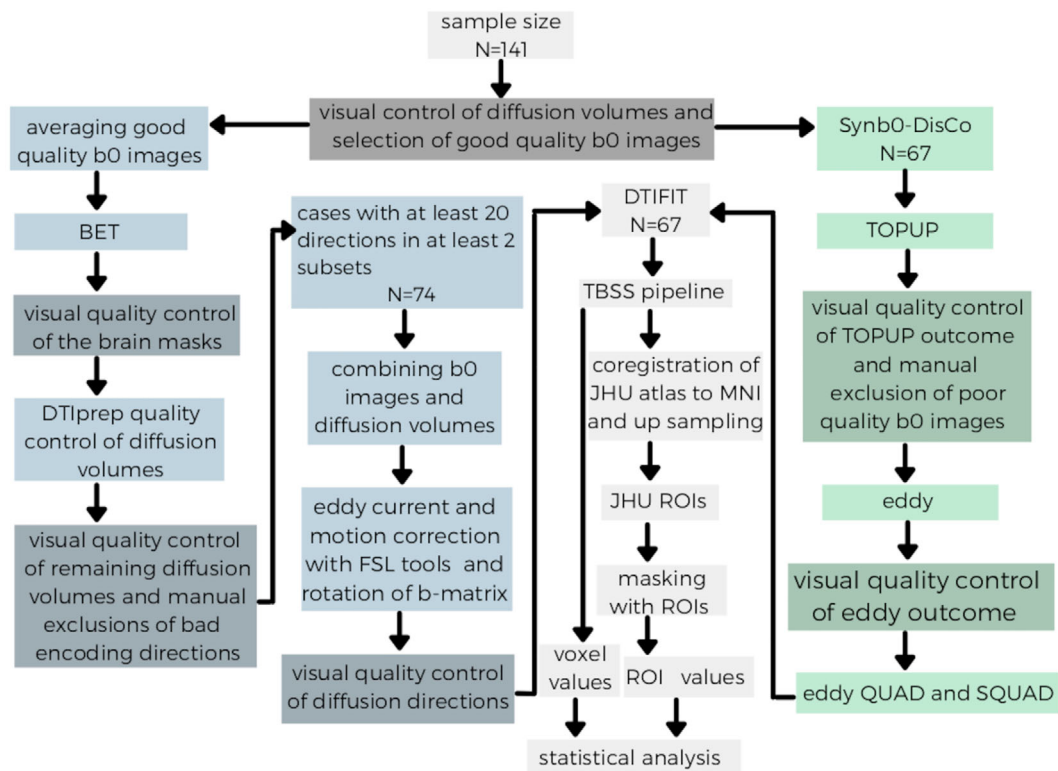 sample size
N=141
visual control of diffusion volumes and
selection of good quality b0 images
averaging good
quality b0 images
BET
visual quality control
of the brain masks
DTIprep quality
control of diffusion
volumes
visual quality control
of remaining diffusion
volumes and manual
exclusions of bad
encoding directions
cases with at least 20
directions in at least 2
subsets
N=74
combining b0
images and
diffusion volumes
eddy current and
motion correction
with FSL tools and
rotation of b-matrix
visual quality control
of diffusion directions
DTIFIT
N=67
TBSS pipeline
coregistration of
JHU atlas to MNI
and up sampling
JHU ROIs
masking
with ROIs
voxel
values
ROI values
statistical analysis
Synb0-DisCo
N=67
TOPUP
visual quality control
of TOPUP outcome
and manual
exclusion of poor
quality b0 images
eddy
visual quality control
of eddy outcome
eddy QUAD and SQUAD